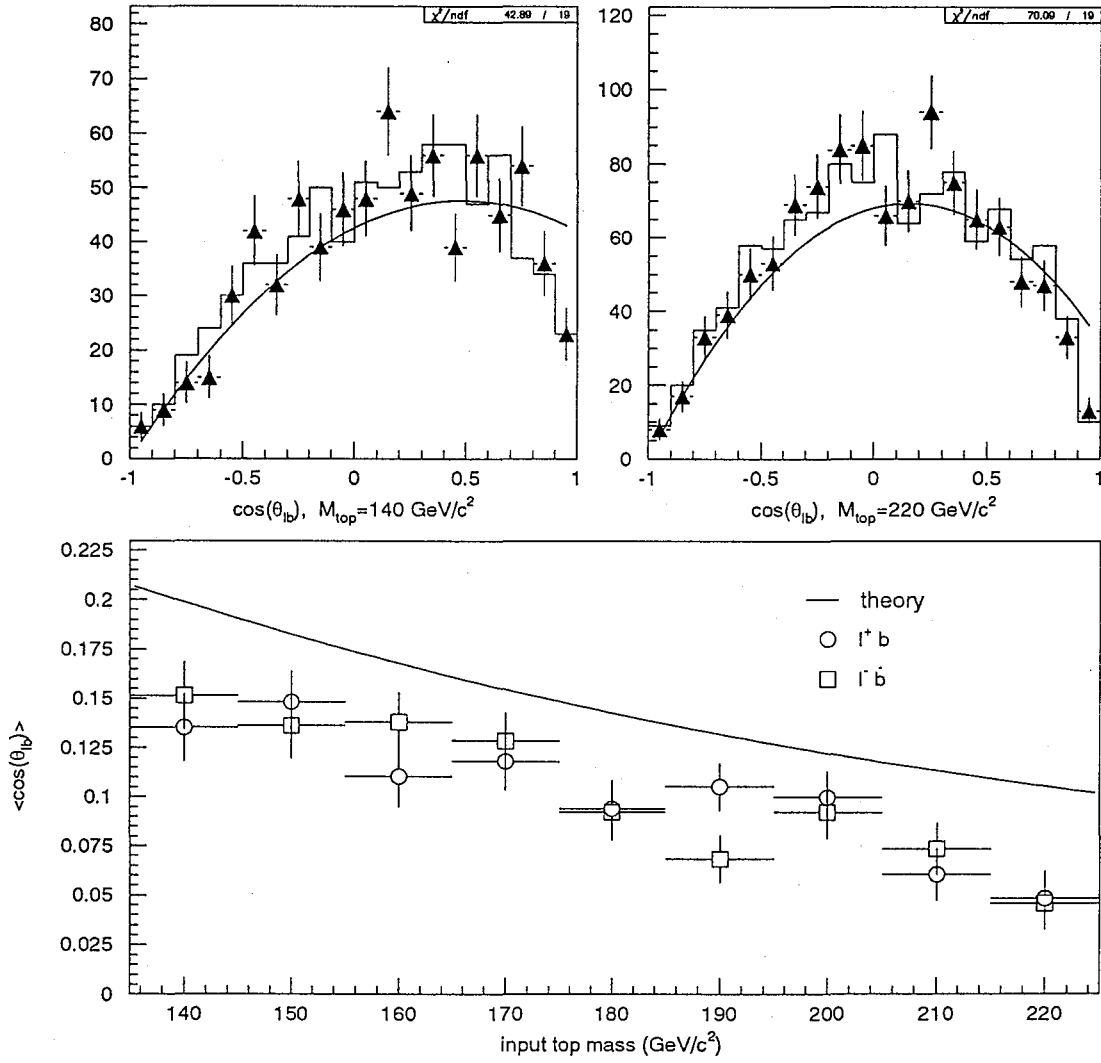 χ²/ndf 42.89 / 19
80
70
60
50
40
30
20
10
0
-1 -0.5 0 0.5 1
cos(θlb), Mtop=140 GeV/c²
χ²/ndf 70.09 / 19
120
100
80
60
40
20
0
-1 -0.5 0 0.5 1
cos(θlb), Mtop=220 GeV/c²
<cos(θlb)>
0.225
0.2
0.175
0.15
0.125
0.1
0.075
0.05
0.025
0
theory
l⁺ b
l⁻ b̄
140 150 160 170 180 190 200 210 220
input top mass (GeV/c²)